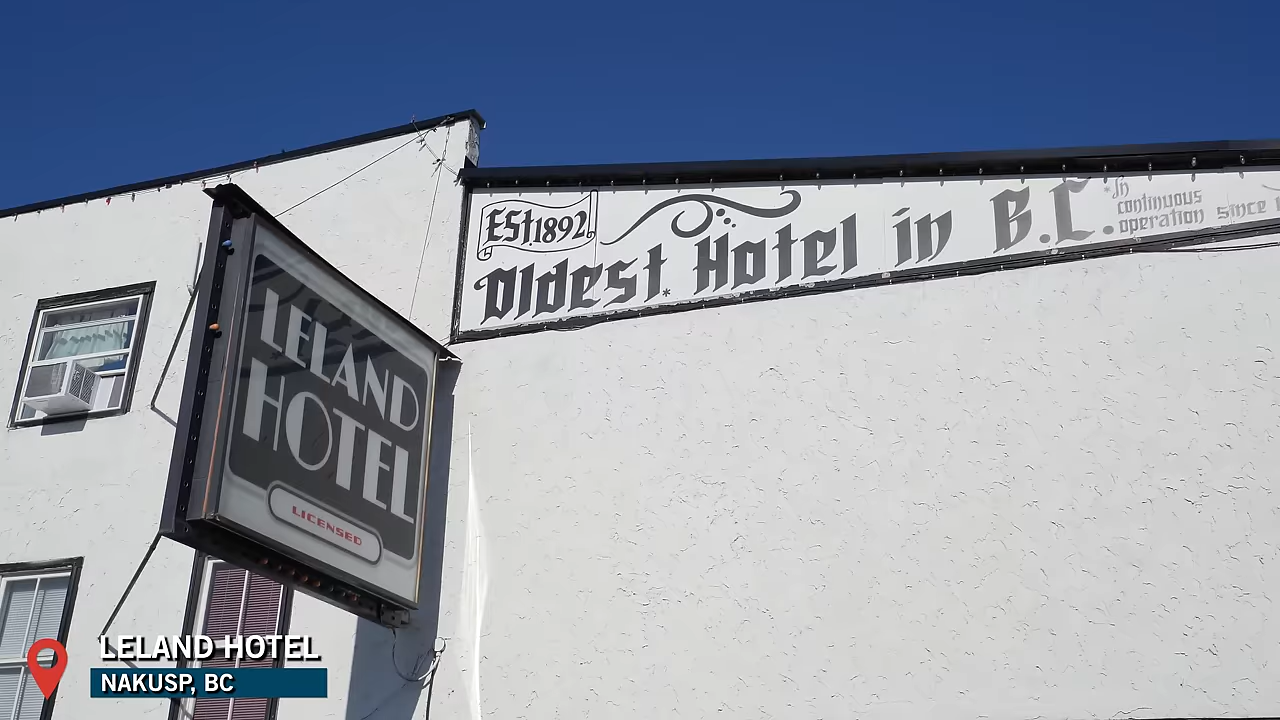 EST.1892
Oldest Hotel in B.C.
*In
continuous
operation since
LELAND
HOTEL
LICENSED
LELAND HOTEL
NAKUSP, BC